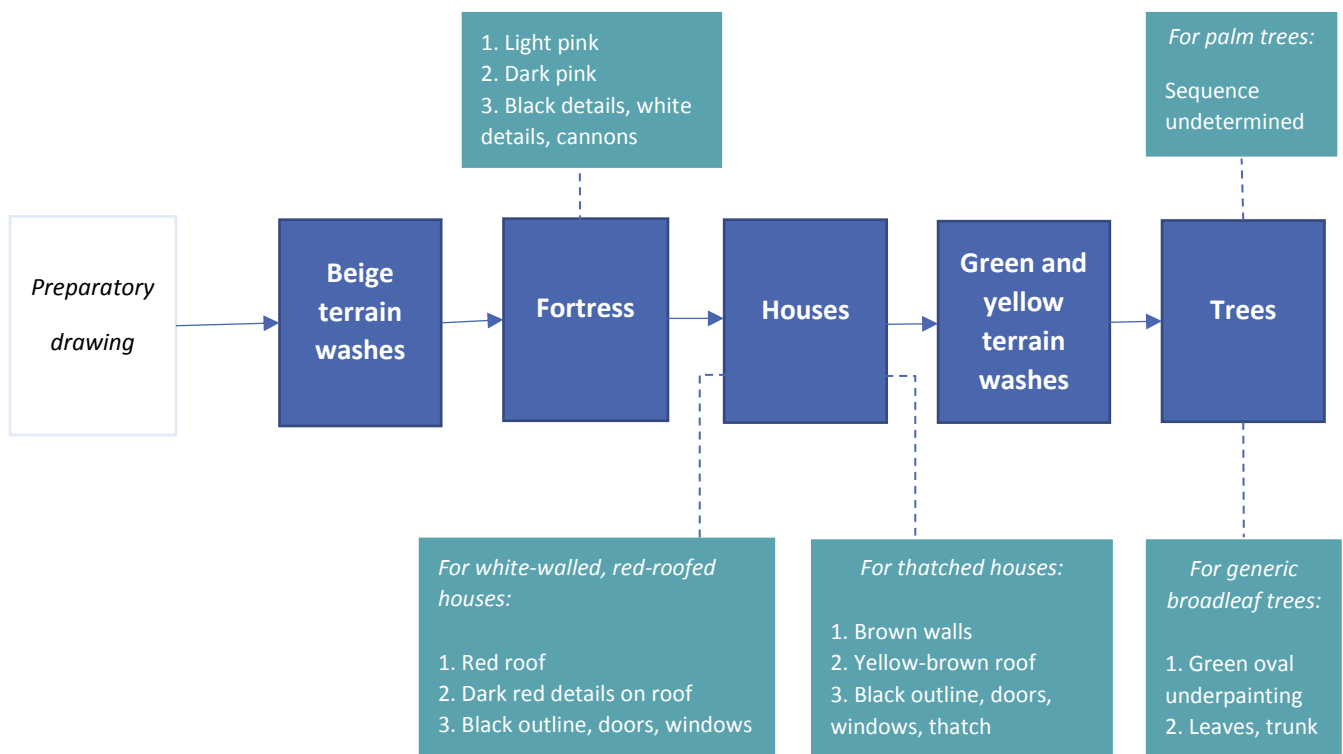 1. Light pink
2. Dark pink
3. Black details, white
details, cannons
For palm trees:
Sequence
undetermined
Preparatory
drawing
Beige
terrain
washes
Fortress
Houses
Green and
yellow
terrain
washes
Trees
For white-walled, red-roofed
houses:
1. Red roof
2. Dark red details on roof
3. Black outline, doors, windows
For thatched houses:
1. Brown walls
2. Yellow-brown roof
3. Black outline, doors,
windows, thatch
For generic
broadleaf trees:
1. Green oval
underpainting
2. Leaves, trunk